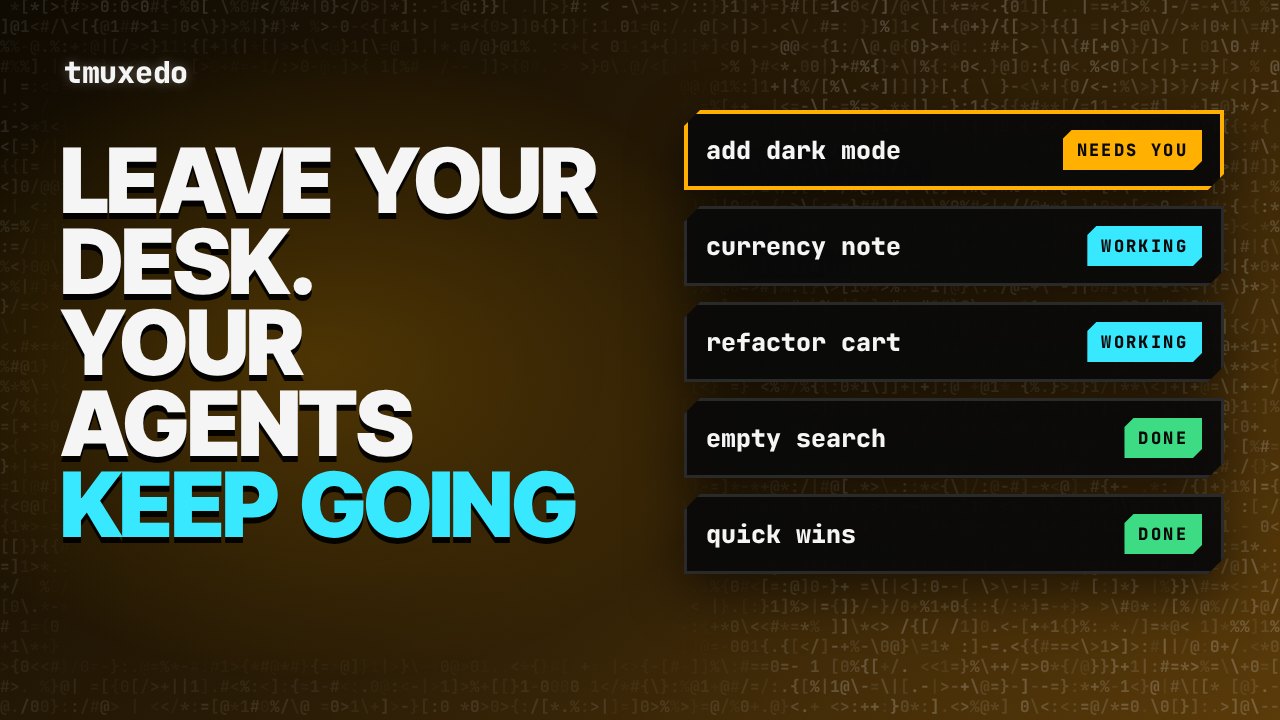 tmuxedo
LEAVE YOUR
DESK.
YOUR
AGENTS
KEEP GOING
add dark mode NEEDS YOU
currency note WORKING
refactor cart WORKING
empty search DONE
quick wins DONE